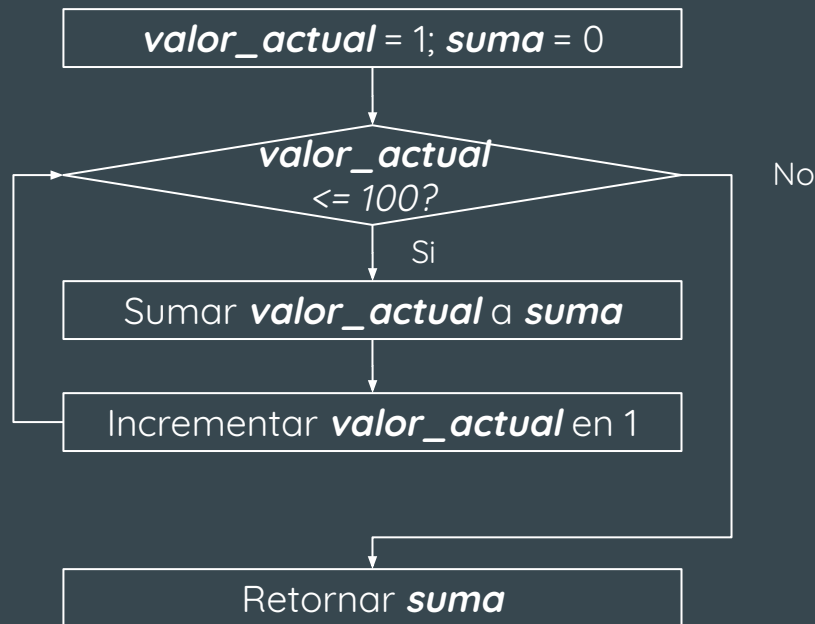 valor_actual = 1; suma = 0
valor_actual
<= 100?
No
Si
Sumar valor_actual a suma
Incrementar valor_actual en 1
Retornar suma